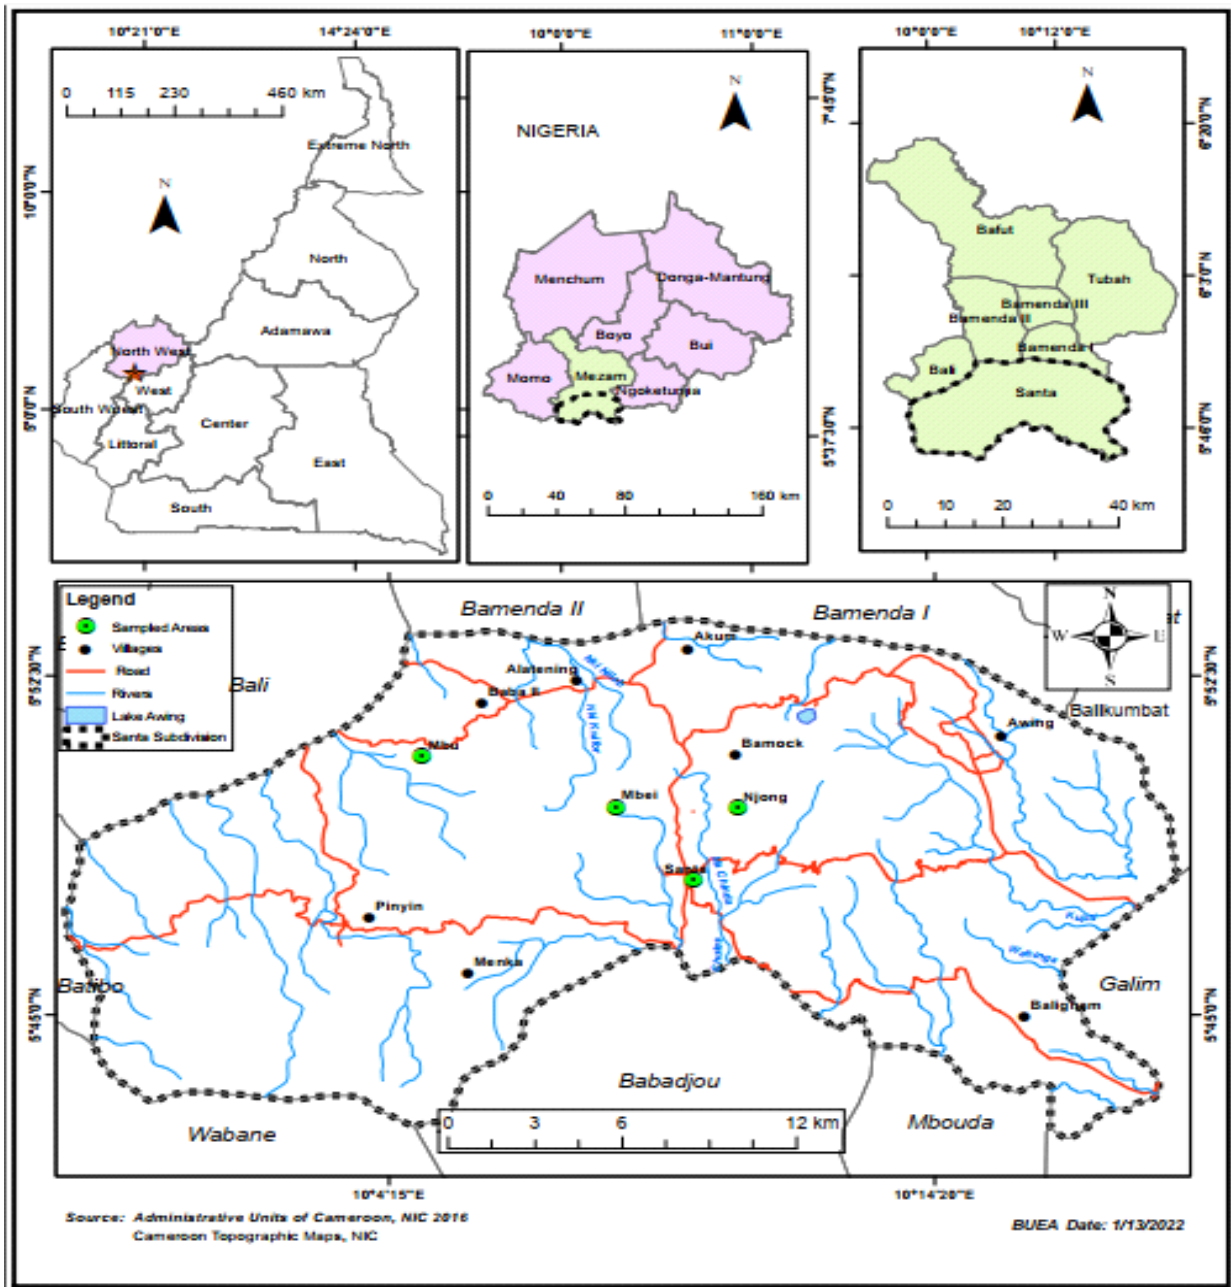 10°21'0"E 14°24'0"E
10°0'0"E 11°0'0"E
10°0'0"E 10°12'0"E
0 115 230 460 km
N
Extreme North
North
Adamawa
North West
West
South West
Littoral
Center
East
South
10°0'0"N
NIGERIA
N
Menchum
Donga-Mantung
Boyo
Bui
Momo
Mezam
Ngoketunjia
0 40 80 160 km
7°45'0"N
5°37'30"N
N
Bafut
Tubah
Bamenda III
Bamenda II
Bamenda I
Bali
Santa
0 10 20 40 km
6°20'0"N
6°3'0"N
5°46'0"N
Legend
Sampled Areas
Villages
Road
Rivers
Lake Awing
Santa Subdivision
Bamenda II
Bamenda I
N
W E
S
Bali
Akum
Alatening
Baba II
Mbu
Awing
Balikumbat
Bamock
Mbei
Njong
Santa
Pinyin
Menka
Baligham
Batibo
Galim
Wabane
Babadjou
Mbouda
0 3 6 12 km
5°52'30"N
5°45'0"N
5°52'30"N
5°45'0"N
10°4'15"E 10°14'20"E
Source: Administrative Units of Cameroon, NIC 2016
Cameroon Topographic Maps, NIC
BUEA Date: 1/13/2022